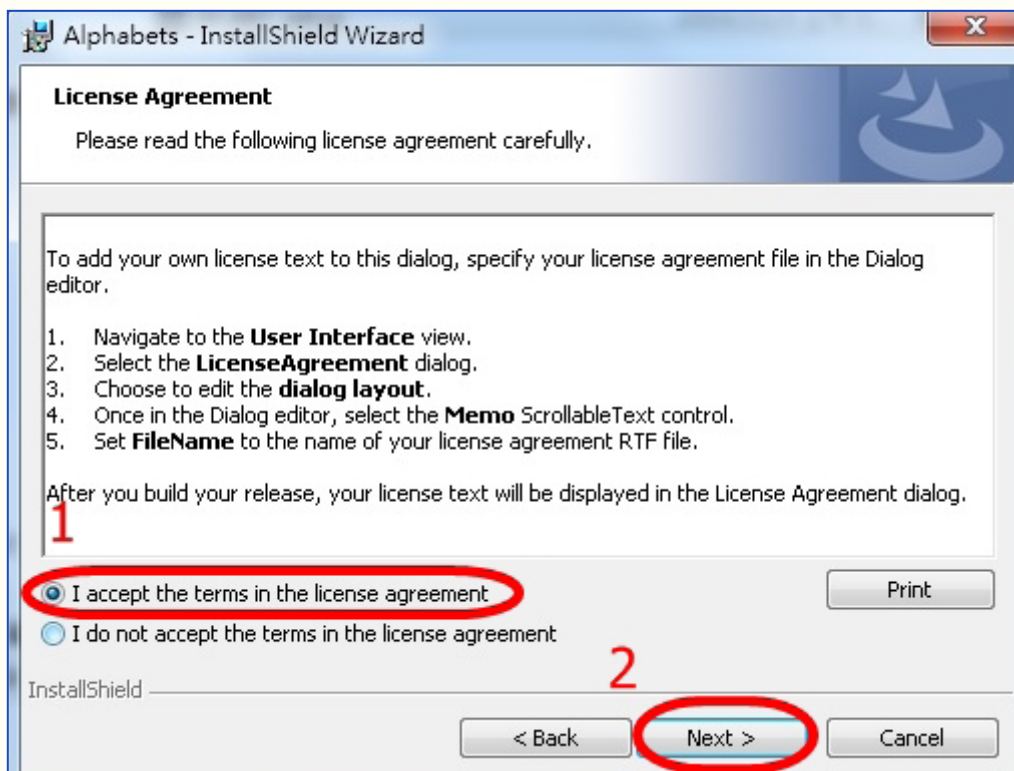 Alphabets - InstallShield Wizard
License Agreement
Please read the following license agreement carefully.
To add your own license text to this dialog, specify your license agreement file in the Dialog
editor.
1. Navigate to the User Interface view.
2. Select the LicenseAgreement dialog.
3. Choose to edit the dialog layout.
4. Once in the Dialog editor, select the Memo ScrollableText control.
5. Set FileName to the name of your license agreement RTF file.
After you build your release, your license text will be displayed in the License Agreement dialog.
1
I accept the terms in the license agreement
Print
I do not accept the terms in the license agreement
2
InstallShield
< Back Next > Cancel